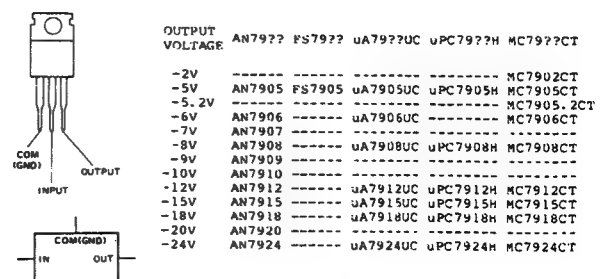 OUTPUT VOLTAGE AN79?? FS79?? uA79??UC uPC79??H MC79??CT
-2V ------ ------ -------- -------- MC7902CT
-5V AN7905 FS7905 uA7905UC uPC7905H MC7905CT
-5.2V ------ ------ -------- -------- MC7905.2CT
-6V AN7906 ------ uA7906UC -------- MC7906CT
-7V AN7907 ------ -------- -------- --------
-8V AN7908 ------ uA7908UC uPC7908H MC7908CT
-9V AN7909 ------ -------- -------- --------
-10V AN7910 ------ -------- -------- --------
-12V AN7912 ------ uA7912UC uPC7912H MC7912CT
-15V AN7915 ------ uA7915UC uPC7915H MC7915CT
-18V AN7918 ------ uA7918UC uPC7918H MC7918CT
-20V AN7920 ------ -------- -------- --------
-24V AN7924 ------ uA7924UC uPC7924H MC7924CT
COM (GND)
OUTPUT
INPUT
COM(GND)
IN OUT